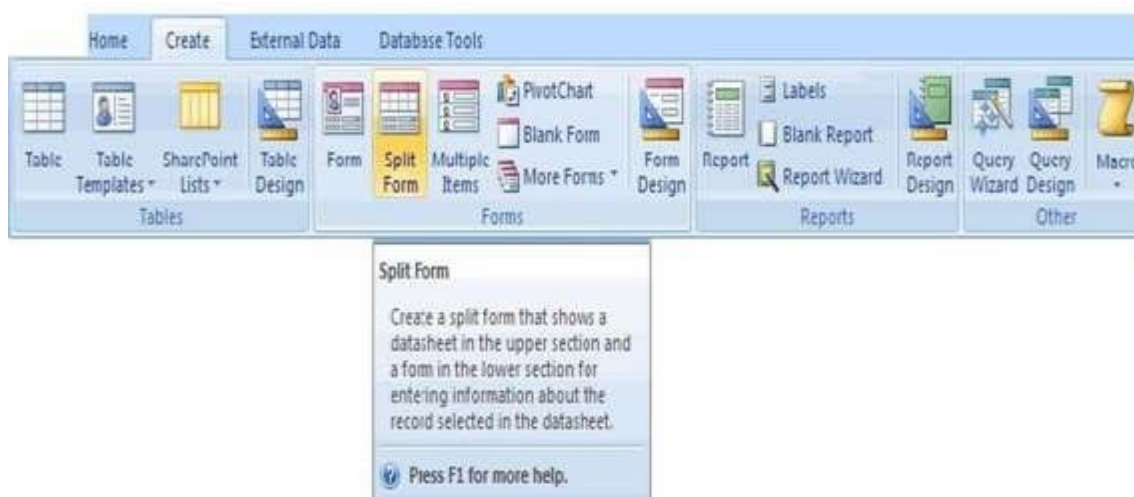 Home Create External Data Database Tools
Table
Table Templates
SharePoint Lists
Table Design
Tables
Form
Split Form
Multiple Items
PivotChart
Blank Form
More Forms
Form Design
Forms
Report
Labels
Blank Report
Report Wizard
Report Design
Reports
Query Wizard
Query Design
Macro
Other
Split Form
Create a split form that shows a
datasheet in the upper section and
a form in the lower section for
entering information about the
record selected in the datasheet.
Press F1 for more help.